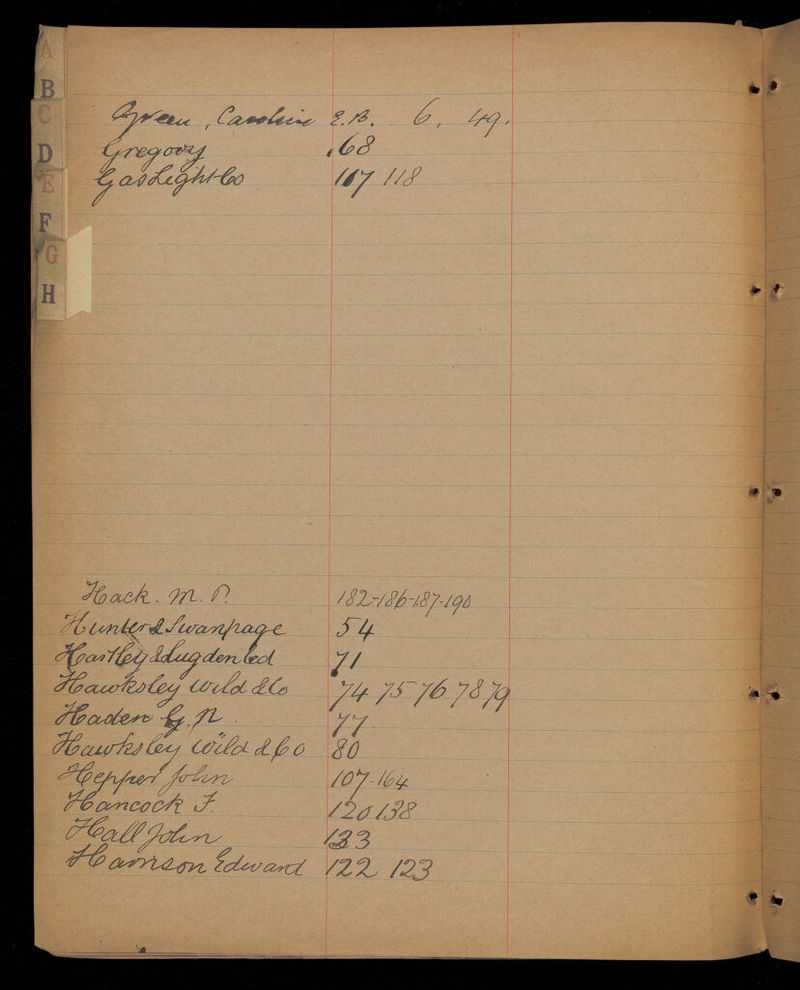 A
B
C
D
E
F
G
H
Green, Caroline E.B. 6. 49.
Gregory 68
Gas Light Co 117 118
Hack. M. P. 182-186-187-190
Hunter & Swanpage 54
Hartley & Sugden Ltd 71
Hawksley Wild & Co 74 75 76 78 79
Haden G. N. 77
Hawksley Wild & Co 80
Hepper John 107-164
Hancock F. 120 138
Hall John 133
Harrison Edward 122 123